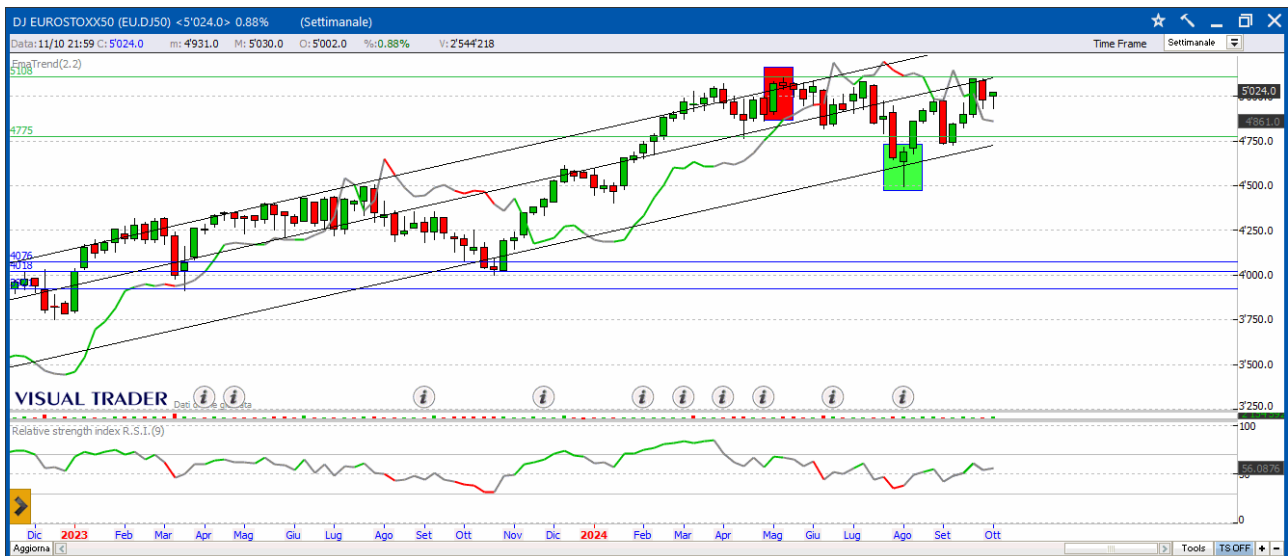 DJ EUROSTOXX50 (EU.DJ50) <5'024.0> 0.88% (Settimanale)
Data:11/10 21:59 C: 5'024.0 m: 4'931.0 M: 5'030.0 O: 5'002.0 %:0.88% V: 2'544'218 Time Frame Settimanale
EmaTrend(2.2)
5108
5'024.0
4'861.0
4775
4'750.0
4'500.0
4'250.0
4076
4018
4'000.0
3'750.0
3'500.0
3'250.0
VISUAL TRADER
Relative strength index R.S.I.(9)
100
56.0876
0
Dic 2023 Feb Mar Apr Mag Giu Lug Ago Set Ott Nov Dic 2024 Feb Mar Apr Mag Giu Lug Ago Set Ott
Aggiorna Tools TS OFF + -